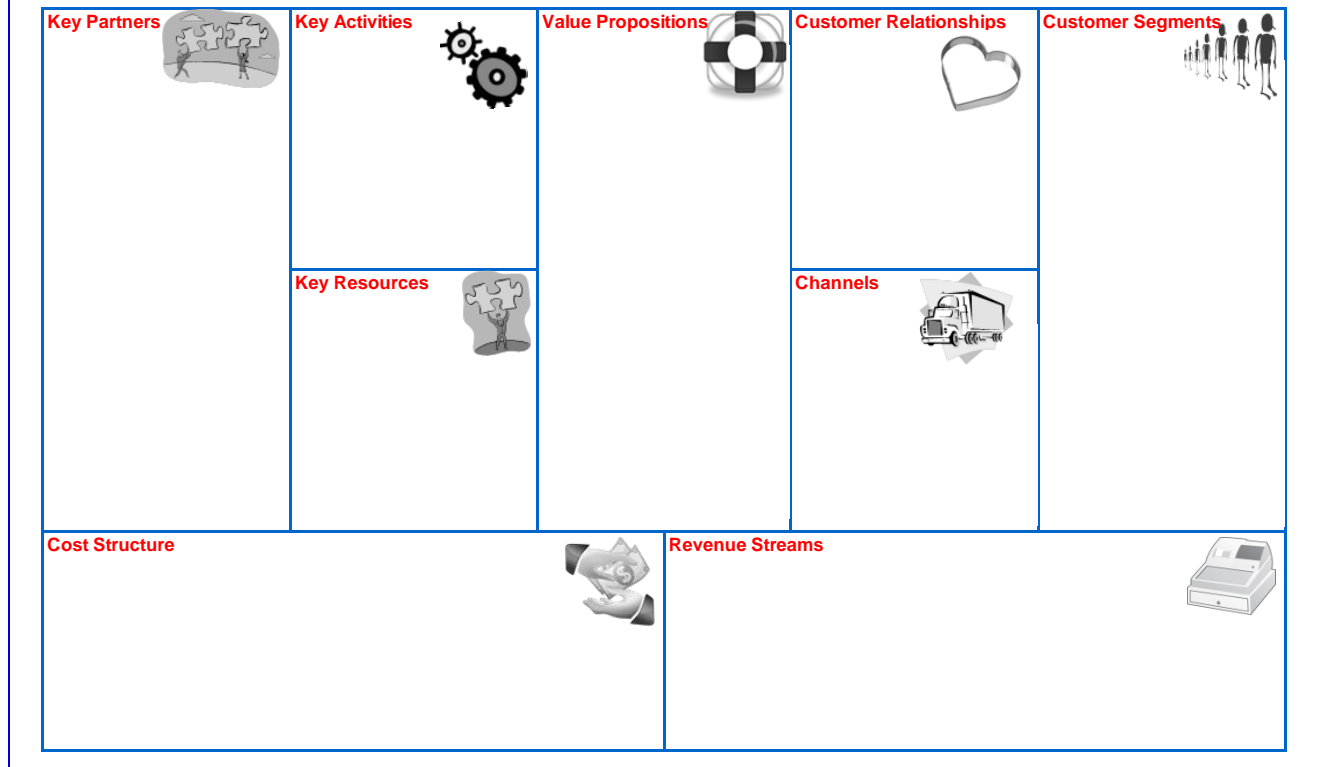 Key Partners
Key Activities
Value Propositions
Customer Relationships
Customer Segments
Key Resources
Channels
Cost Structure
Revenue Streams